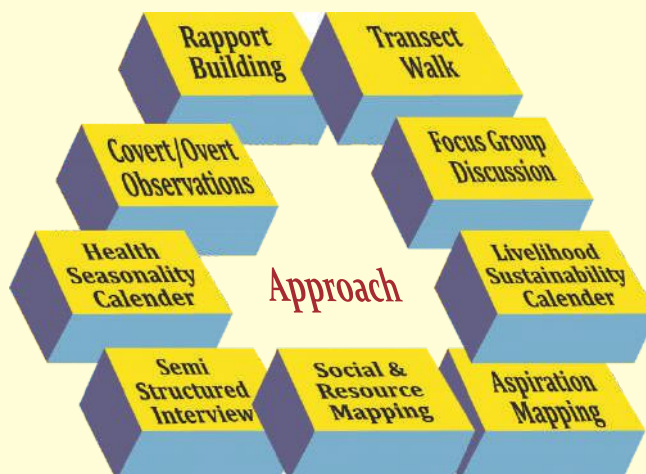 Rapport
Building
Transect
Walk
Covert/Overt
Observations
Focus Group
Discussion
Health
Seasonality
Calender
Approach
Livelihood
Sustainability
Calender
Semi
Structured
Interview
Social &
Resource
Mapping
Aspiration
Mapping